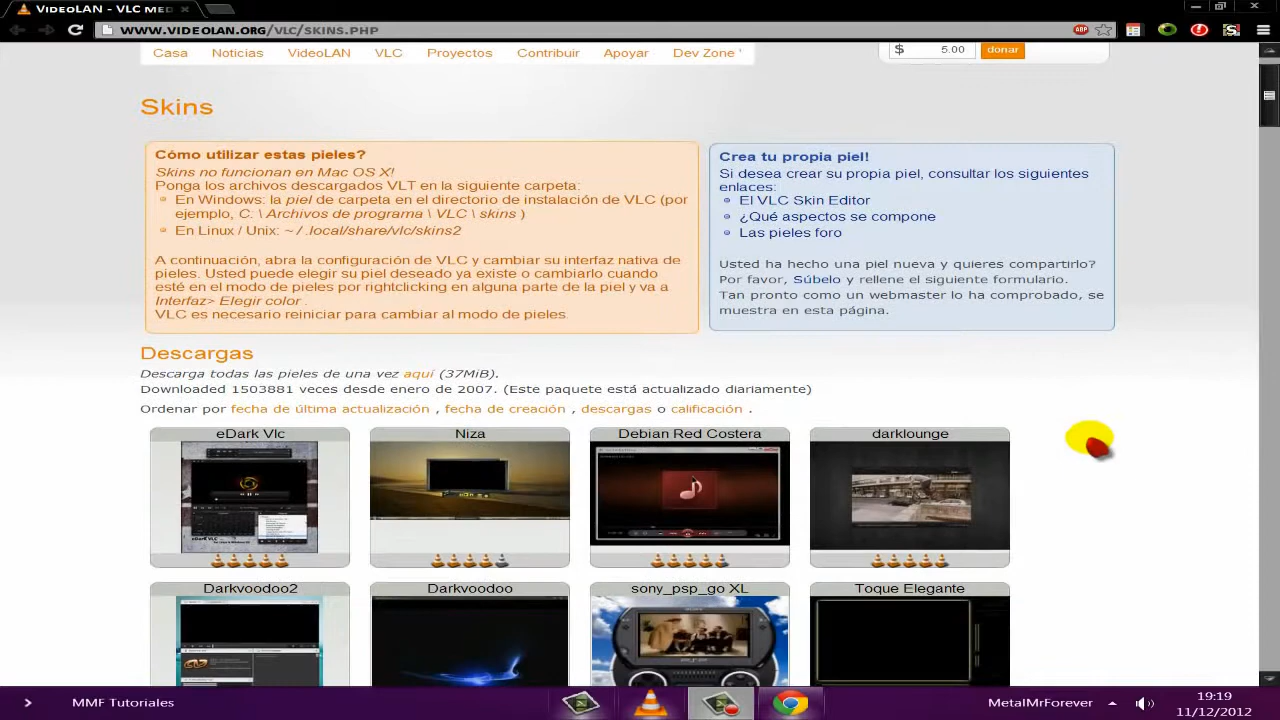 VideoLAN - VLC med
WWW.VIDEOLAN.ORG/VLC/SKINS.PHP
ABP
Casa Noticias VideoLAN VLC Proyectos Contribuir Apoyar Dev Zone
$ 5.00 donar
Skins
Cómo utilizar estas pieles?
Skins no funcionan en Mac OS X!
Ponga los archivos descargados VLT en la siguiente carpeta:
En Windows: la piel de carpeta en el directorio de instalación de VLC (por
ejemplo, C: \ Archivos de programa \ VLC \ skins )
En Linux / Unix: ~ / .local/share/vlc/skins2
A continuación, abra la configuración de VLC y cambiar su interfaz nativa de
pieles. Usted puede elegir su piel deseado ya existe o cambiarlo cuando
esté en el modo de pieles por rightclicking en alguna parte de la piel y va a
Interfaz> Elegir color .
VLC es necesario reiniciar para cambiar al modo de pieles.
Crea tu propia piel!
Si desea crear su propia piel, consultar los siguientes
enlaces:
El VLC Skin Editor
¿Qué aspectos se compone
Las pieles foro
Usted ha hecho una piel nueva y quieres compartirlo?
Por favor, Súbelo y rellene el siguiente formulario.
Tan pronto como un webmaster lo ha comprobado, se
muestra en esta página.
Descargas
Descarga todas las pieles de una vez aquí (37MiB).
Downloaded 1503881 veces desde enero de 2007. (Este paquete está actualizado diariamente)
Ordenar por fecha de última actualización , fecha de creación , descargas o calificación .
eDark Vlc Niza Debian Red Costera darklounge
Darkvoodoo2 Darkvoodoo sony_psp_go XL Toque Elegante
MMF Tutoriales
MetalMrForever
19:19
11/12/2012